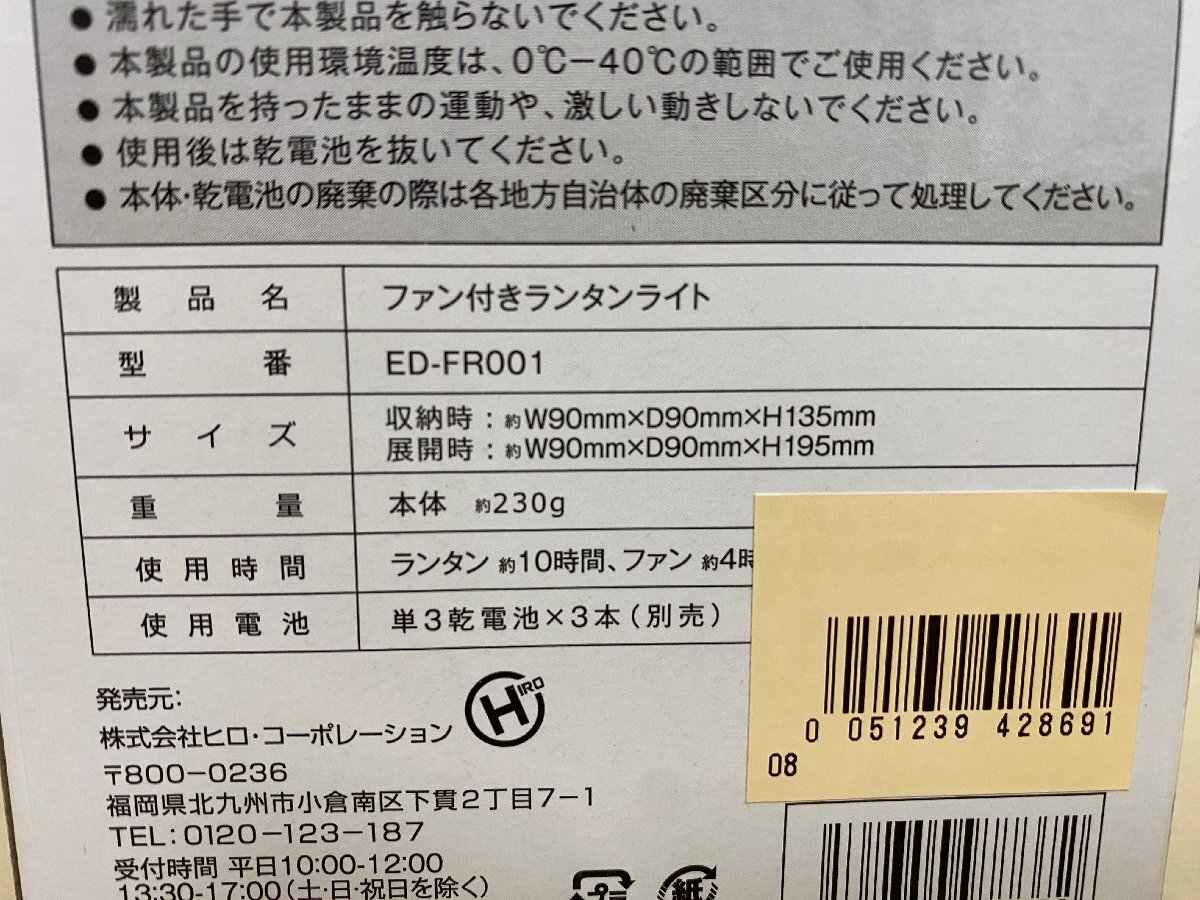 ● 濡れた手で本製品を触らないでください。
● 本製品の使用環境温度は、0℃−40℃の範囲でご使用ください。
● 本製品を持ったままの運動や、激しい動きしないでください。
● 使用後は乾電池を抜いてください。
● 本体・乾電池の廃棄の際は各地方自治体の廃棄区分に従って処理してください。
製品名 ファン付きランタンライト
型番 ED-FR001
サイズ 収納時：約W90mm×D90mm×H135mm
展開時：約W90mm×D90mm×H195mm
重量 本体 約230g
使用時間 ランタン 約10時間、ファン 約4時
使用電池 単3乾電池×3本（別売）
発売元:
株式会社ヒロ・コーポレーション
HIRO
〒800−0236
福岡県北九州市小倉南区下貫2丁目7−1
TEL：0120−123−187
受付時間 平日10:00-12:00
13:30-17:00（土・日・祝日を除く）
0 051239 428691
08
プ
紙